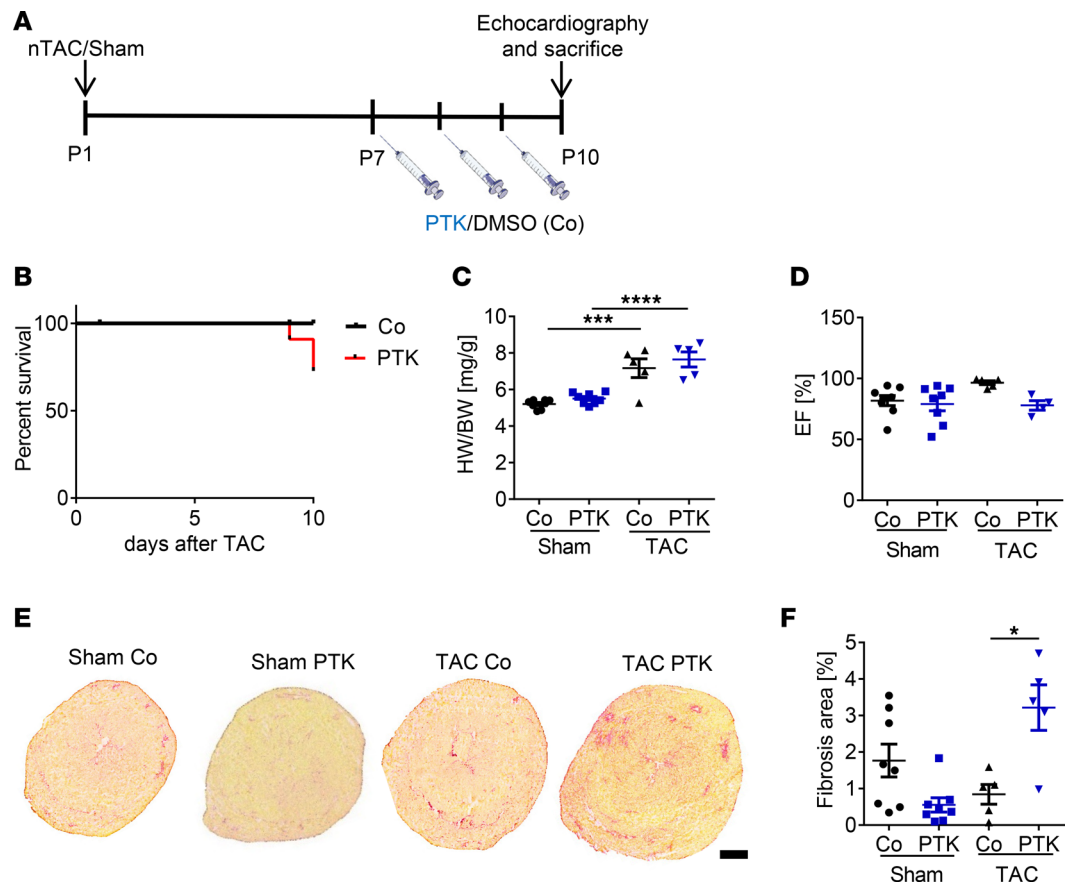 A
nTAC/Sham
Echocardiography
and sacrifice
P1
P7
P10
PTK/DMSO (Co)
B
Percent survival
100
50
0
0 5 10
days after TAC
Co
PTK
C
HW/BW [mg/g]
10
8
6
4
2
0
***
****
Co PTK Co PTK
Sham TAC
D
EF [%]
150
100
50
0
Co PTK Co PTK
Sham TAC
E
Sham Co
Sham PTK
TAC Co
TAC PTK
F
Fibrosis area [%]
5
4
3
2
1
0
*
Co PTK Co PTK
Sham TAC